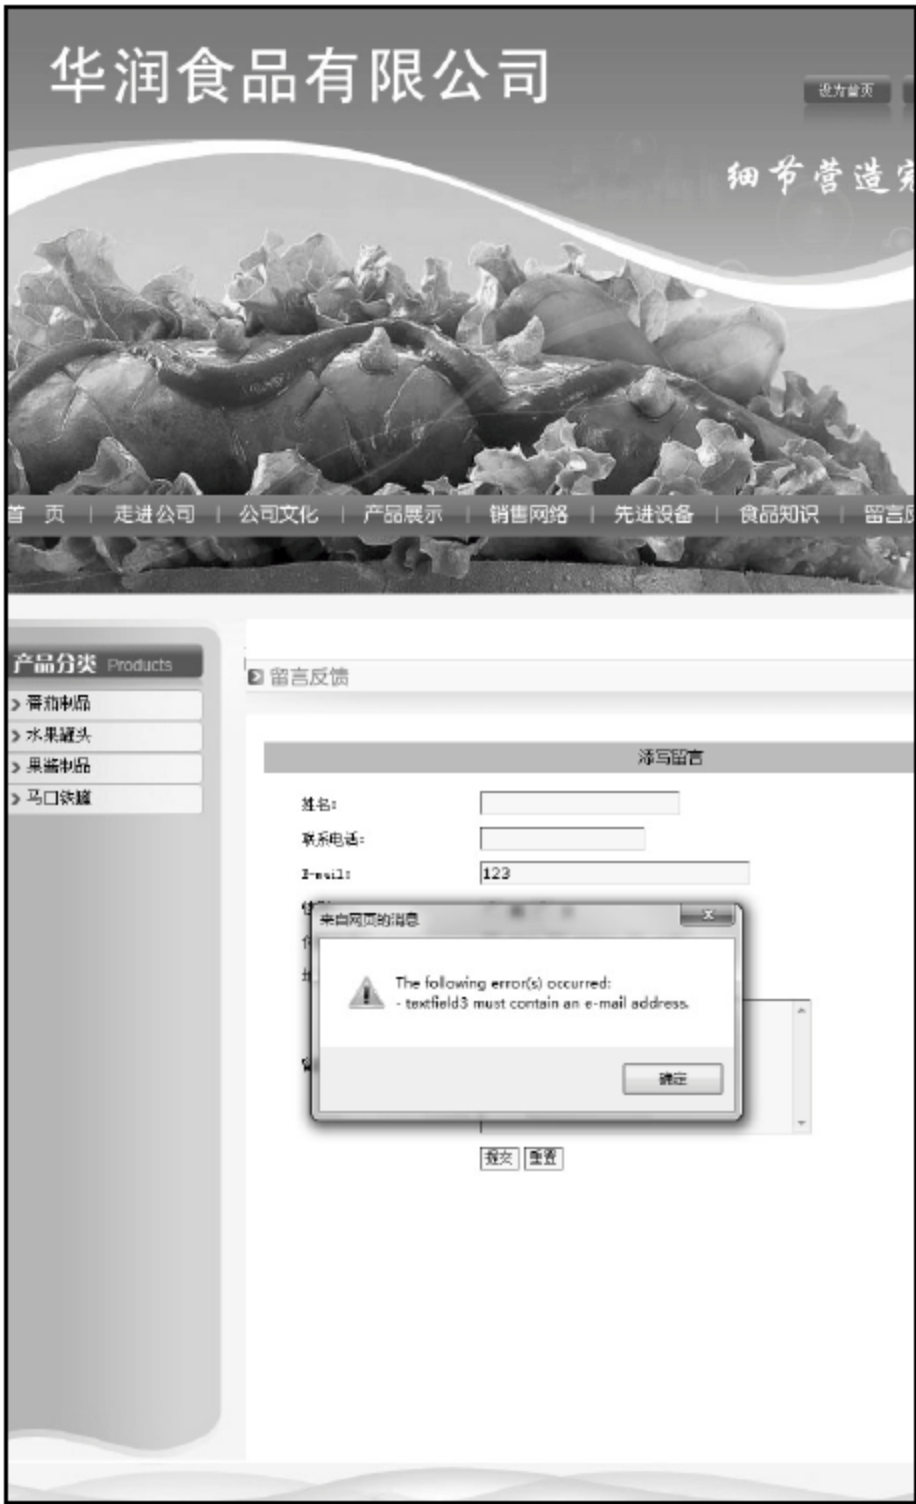 华润食品有限公司
设为首页
细节营造
首 页 | 走进公司 | 公司文化 | 产品展示 | 销售网络 | 先进设备 | 食品知识 | 留言
产品分类 Products
番茄制品
水果罐头
果酱制品
马口铁罐
留言反馈
添写留言
姓名:
联系电话:
E-mail:
123
来自网页的消息
The following error(s) occurred:
- textfield3 must contain an e-mail address.
确定
提交 重置